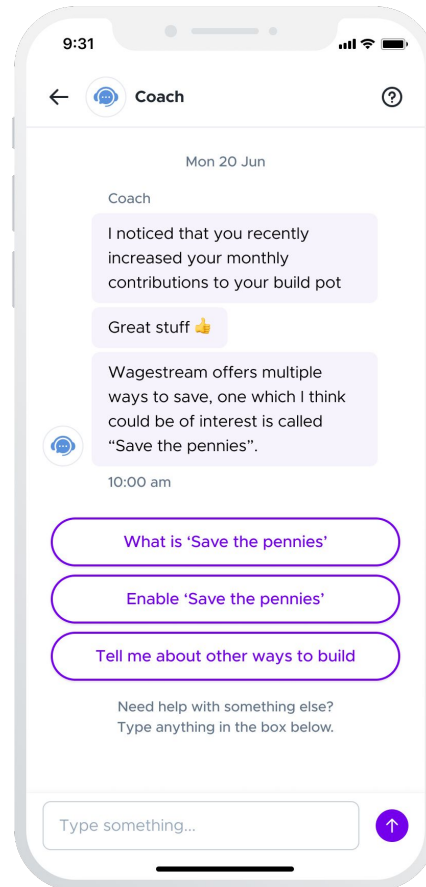 9:31
Coach
Mon 20 Jun
Coach
I noticed that you recently
increased your monthly
contributions to your build pot
Great stuff 👍
Wagestream offers multiple
ways to save, one which I think
could be of interest is called
“Save the pennies”.
10:00 am
What is ‘Save the pennies’
Enable ‘Save the pennies’
Tell me about other ways to build
Need help with something else?
Type anything in the box below.
Type something...